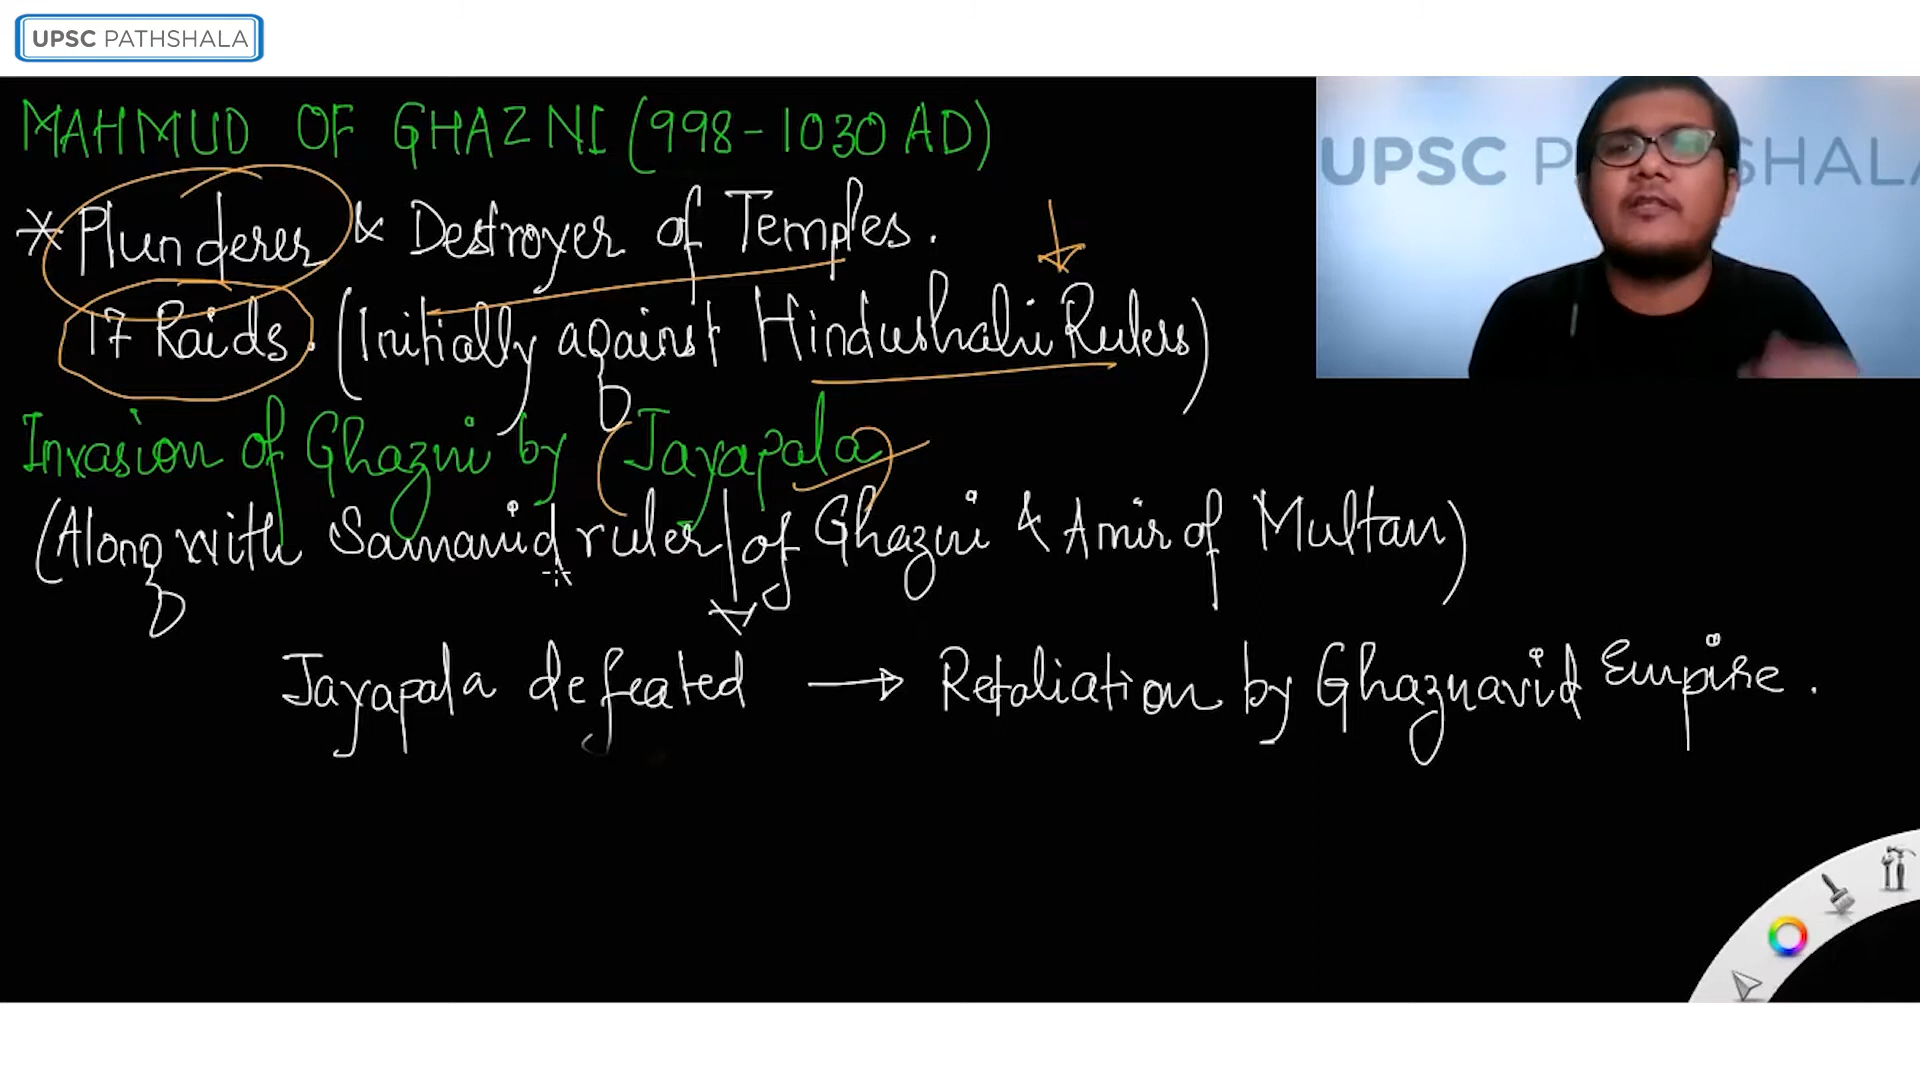 UPSC PATHSHALA
MAHMUD OF GHAZNI (998-1030 AD)
UPSC P SHALA
* Plunderer & Destroyer of Temples.
17 Raids. (Initially against Hindushahi Rulers)
Invasion of Ghazni by Jayapala
(Along with Samanid ruler of Ghazni & Amir of Multan)
Jayapala defeated → Retaliation by Ghaznavid Empire.